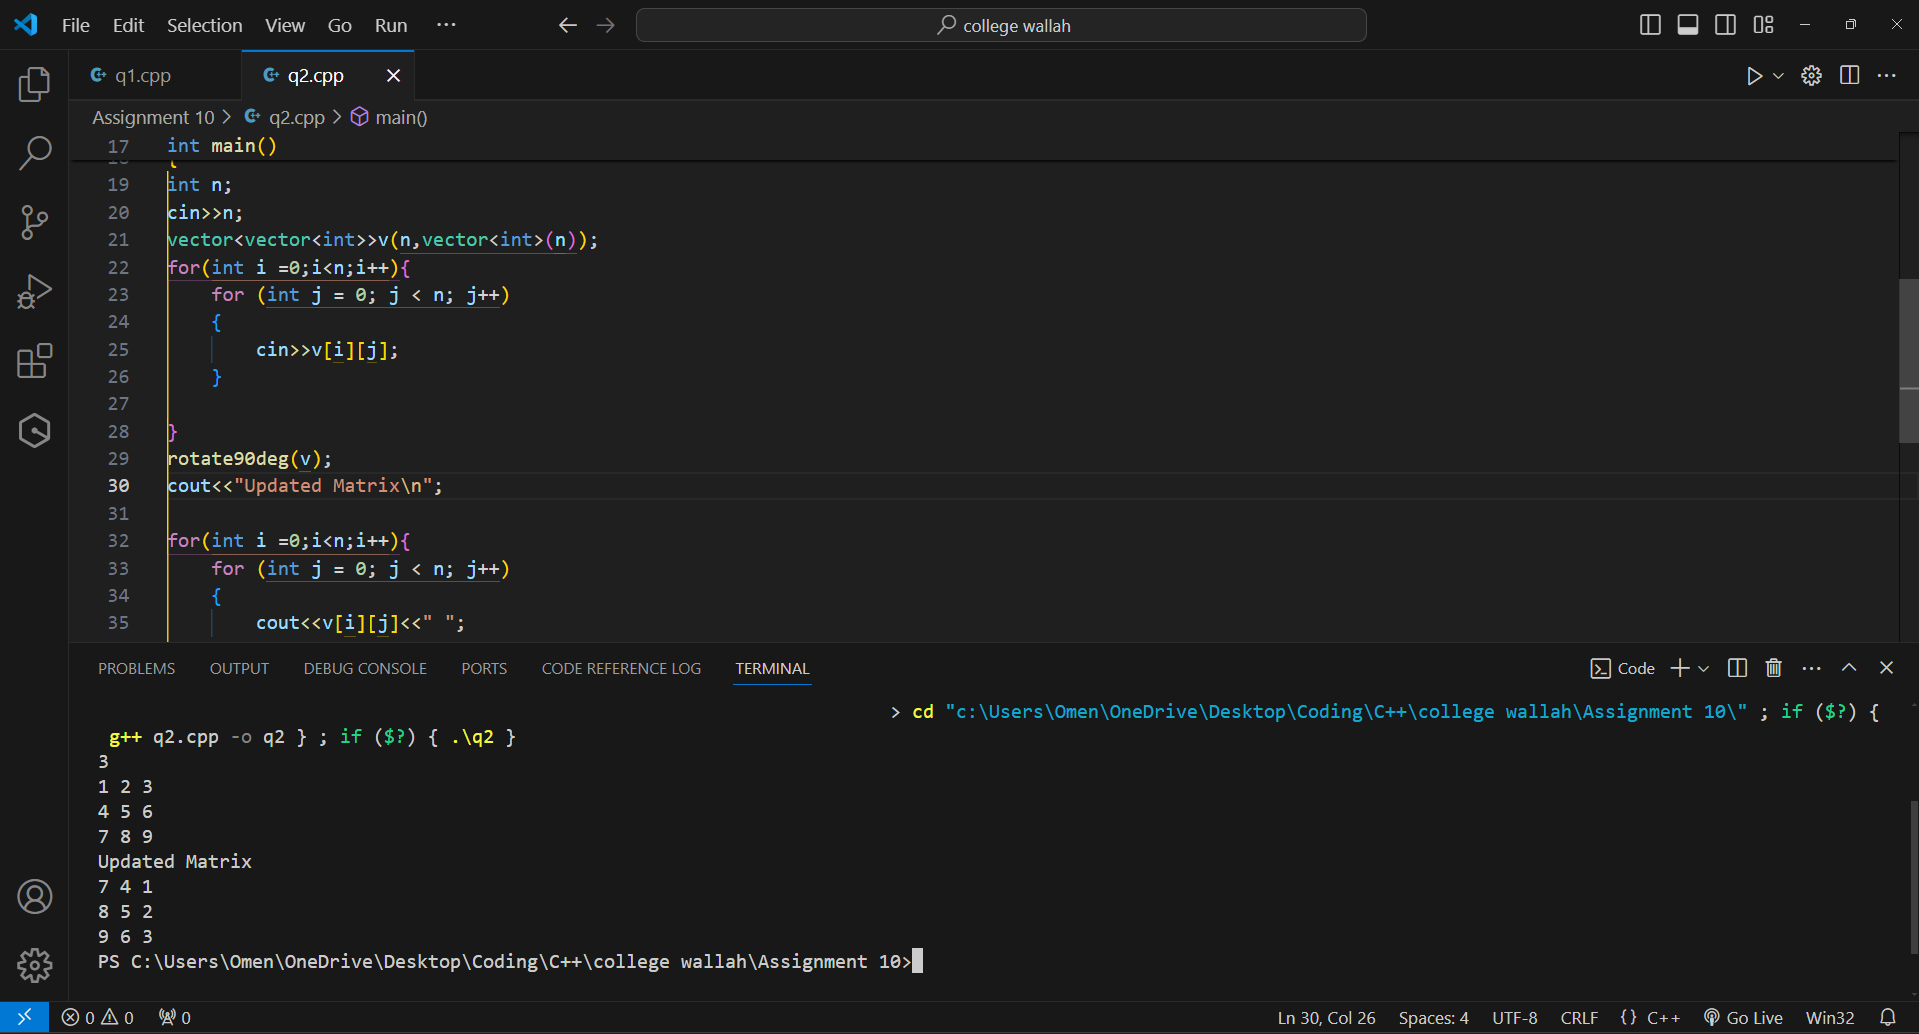 File Edit Selection View Go Run ···
college wallah
q1.cpp
q2.cpp
Assignment 10 > q2.cpp > main()
17 int main()
18 {
19 int n;
20 cin>>n;
21 vector<vector<int>>v(n,vector<int>(n));
22 for(int i =0;i<n;i++){
23 for (int j = 0; j < n; j++)
24 {
25 cin>>v[i][j];
26 }
27
28 }
29 rotate90deg(v);
30 cout<<"Updated Matrix\n";
31
32 for(int i =0;i<n;i++){
33 for (int j = 0; j < n; j++)
34 {
35 cout<<v[i][j]<<" ";
PROBLEMS OUTPUT DEBUG CONSOLE PORTS CODE REFERENCE LOG TERMINAL
Code
> cd "c:\Users\Omen\OneDrive\Desktop\Coding\C++\college wallah\Assignment 10\" ; if ($?) {
g++ q2.cpp -o q2 } ; if ($?) { .\q2 }
3
1 2 3
4 5 6
7 8 9
Updated Matrix
7 4 1
8 5 2
9 6 3
PS C:\Users\Omen\OneDrive\Desktop\Coding\C++\college wallah\Assignment 10>
0 0 0 Ln 30, Col 26 Spaces: 4 UTF-8 CRLF {} C++ Go Live Win32